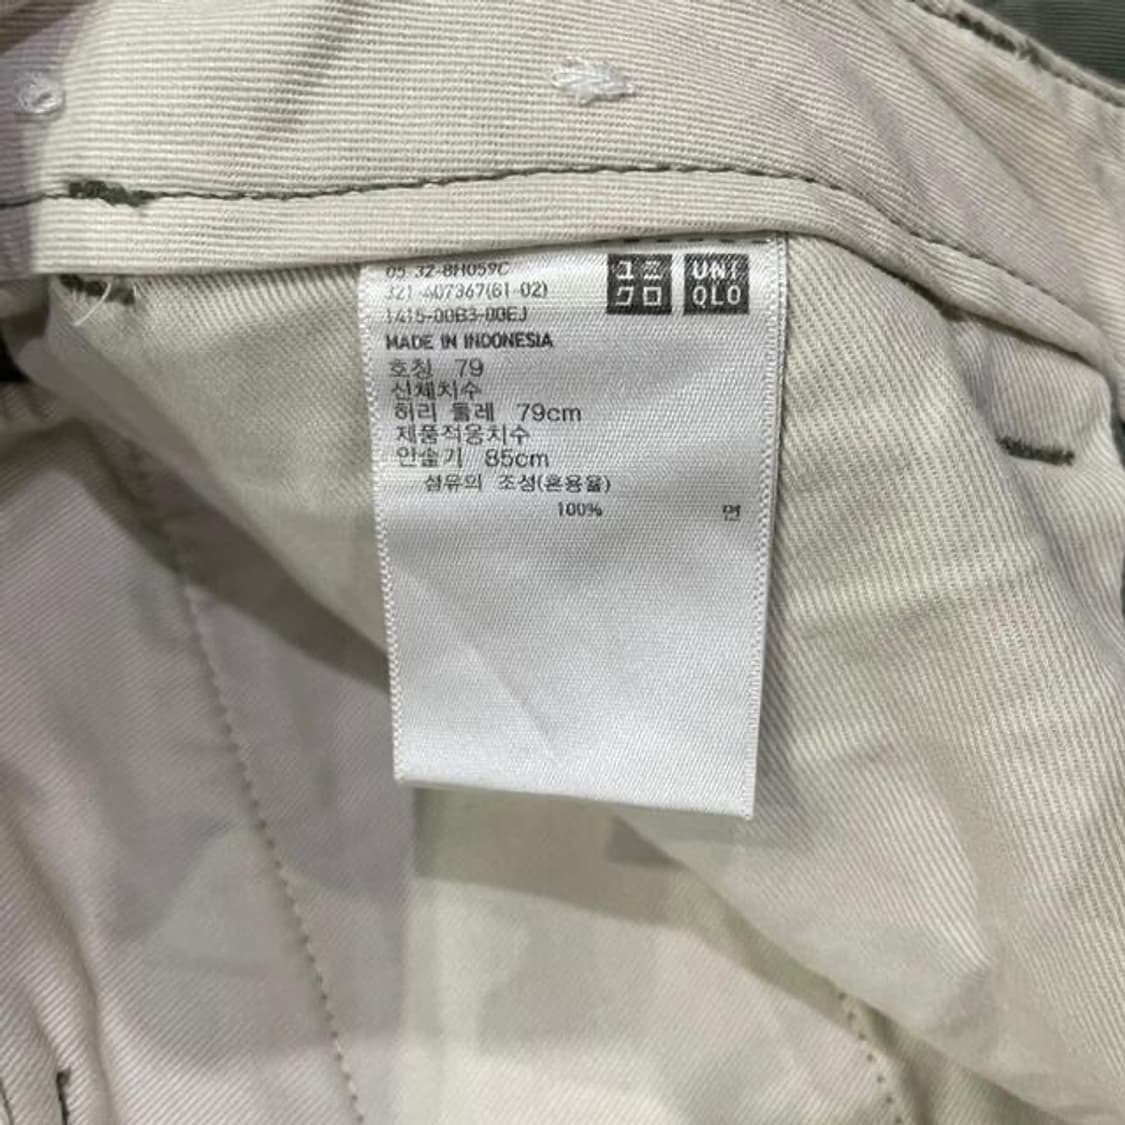 05 32-8H059C
321-407367(61-02)
1415-00B3-00EJ
MADE IN INDONESIA
ユニ
クロ
UNI
QLO
호칭 79
신체치수
허리 둘레 79cm
제품적용치수
인솔기 85cm
섬유의 조성(혼용율)
100% 면